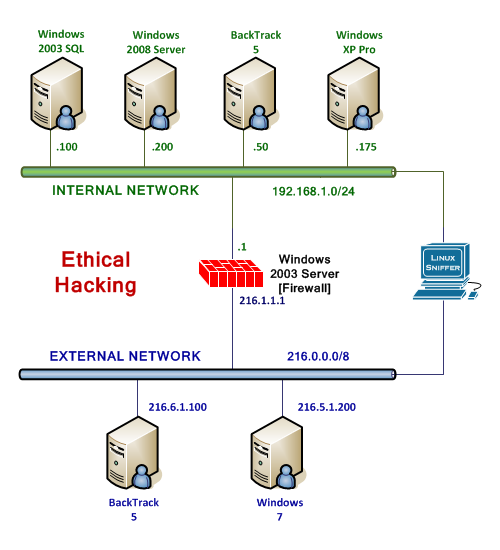 Windows
2003 SQL
Windows
2008 Server
BackTrack
5
Windows
XP Pro
.100
.200
.50
.175
INTERNAL NETWORK
192.168.1.0/24
.1
Ethical
Hacking
Windows
2003 Server
[Firewall]
216.1.1.1
Linux
Sniffer
EXTERNAL NETWORK
216.0.0.0/8
216.6.1.100
216.5.1.200
BackTrack
5
Windows
7